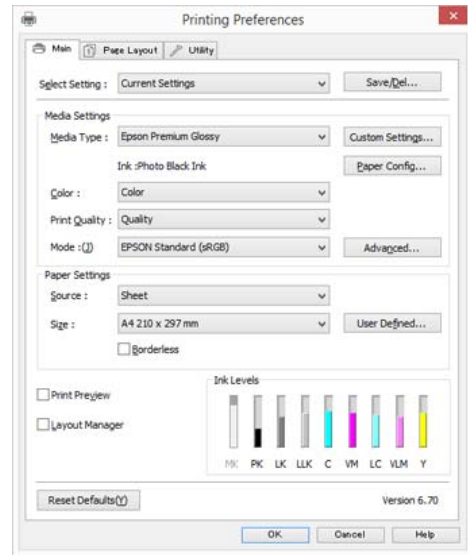 Printing Preferences
Main Page Layout Utility
Select Setting : Current Settings Save/Del...
Media Settings
Media Type : Epson Premium Glossy Custom Settings...
Ink :Photo Black Ink Paper Config...
Color : Color
Print Quality : Quality
Mode :(J) EPSON Standard (sRGB) Advanced...
Paper Settings
Source : Sheet
Size : A4 210 x 297 mm User Defined...
Borderless
Ink Levels
Print Preview
Layout Manager
MK PK LK LLK C VM LC VLM Y
Reset Defaults(Y) Version 6.70
OK Cancel Help